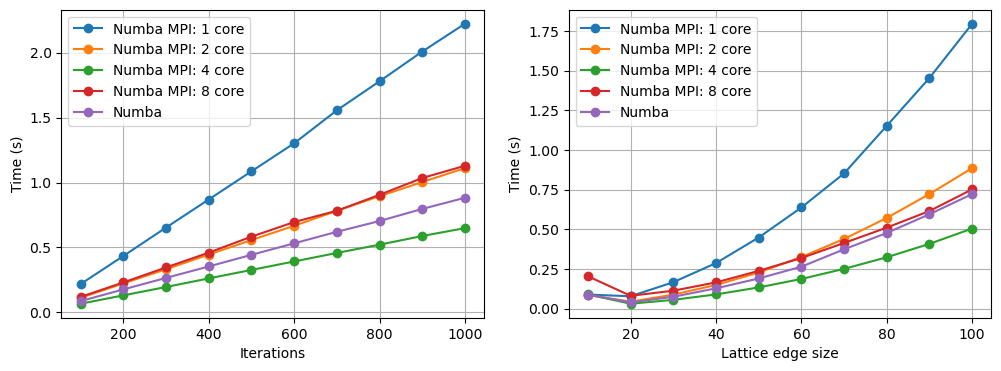 Numba MPI: 1 core
Numba MPI: 2 core
Numba MPI: 4 core
Numba MPI: 8 core
Numba
Time (s)
2.0
1.5
1.0
0.5
0.0
200 400 600 800 1000
Iterations
Numba MPI: 1 core
Numba MPI: 2 core
Numba MPI: 4 core
Numba MPI: 8 core
Numba
Time (s)
1.75
1.50
1.25
1.00
0.75
0.50
0.25
0.00
20 40 60 80 100
Lattice edge size